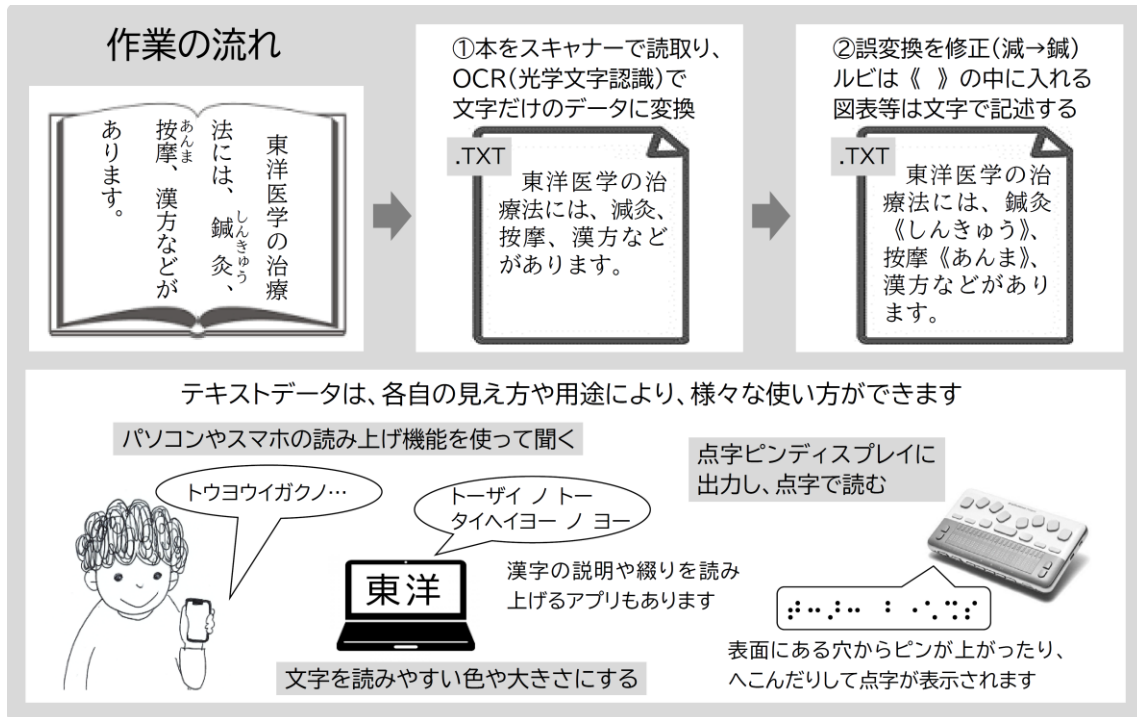 作業の流れ
東洋医学の治療
法には、鍼灸、
しんきゅう
按摩、漢方などが
あんま
あります。
①本をスキャナーで読取り、
OCR(光学文字認識)で
文字だけのデータに変換
.TXT
東洋医学の治
療法には、減灸、
按摩、漢方など
があります。
②誤変換を修正(減→鍼)
ルビは《 》の中に入れる
図表等は文字で記述する
.TXT
東洋医学の治
療法には、鍼灸
《しんきゅう》、
按摩《あんま》、
漢方などがあり
ます。
テキストデータは、各自の見え方や用途により、様々な使い方ができます
パソコンやスマホの読み上げ機能を使って聞く
トウヨウイガクノ…
トーザイ ノ トー
タイヘイヨー ノ ヨー
東洋
漢字の説明や綴りを読み
上げるアプリもあります
文字を読みやすい色や大きさにする
点字ピンディスプレイに
出力し、点字で読む
表面にある穴からピンが上がったり、
へこんだりして点字が表示されます